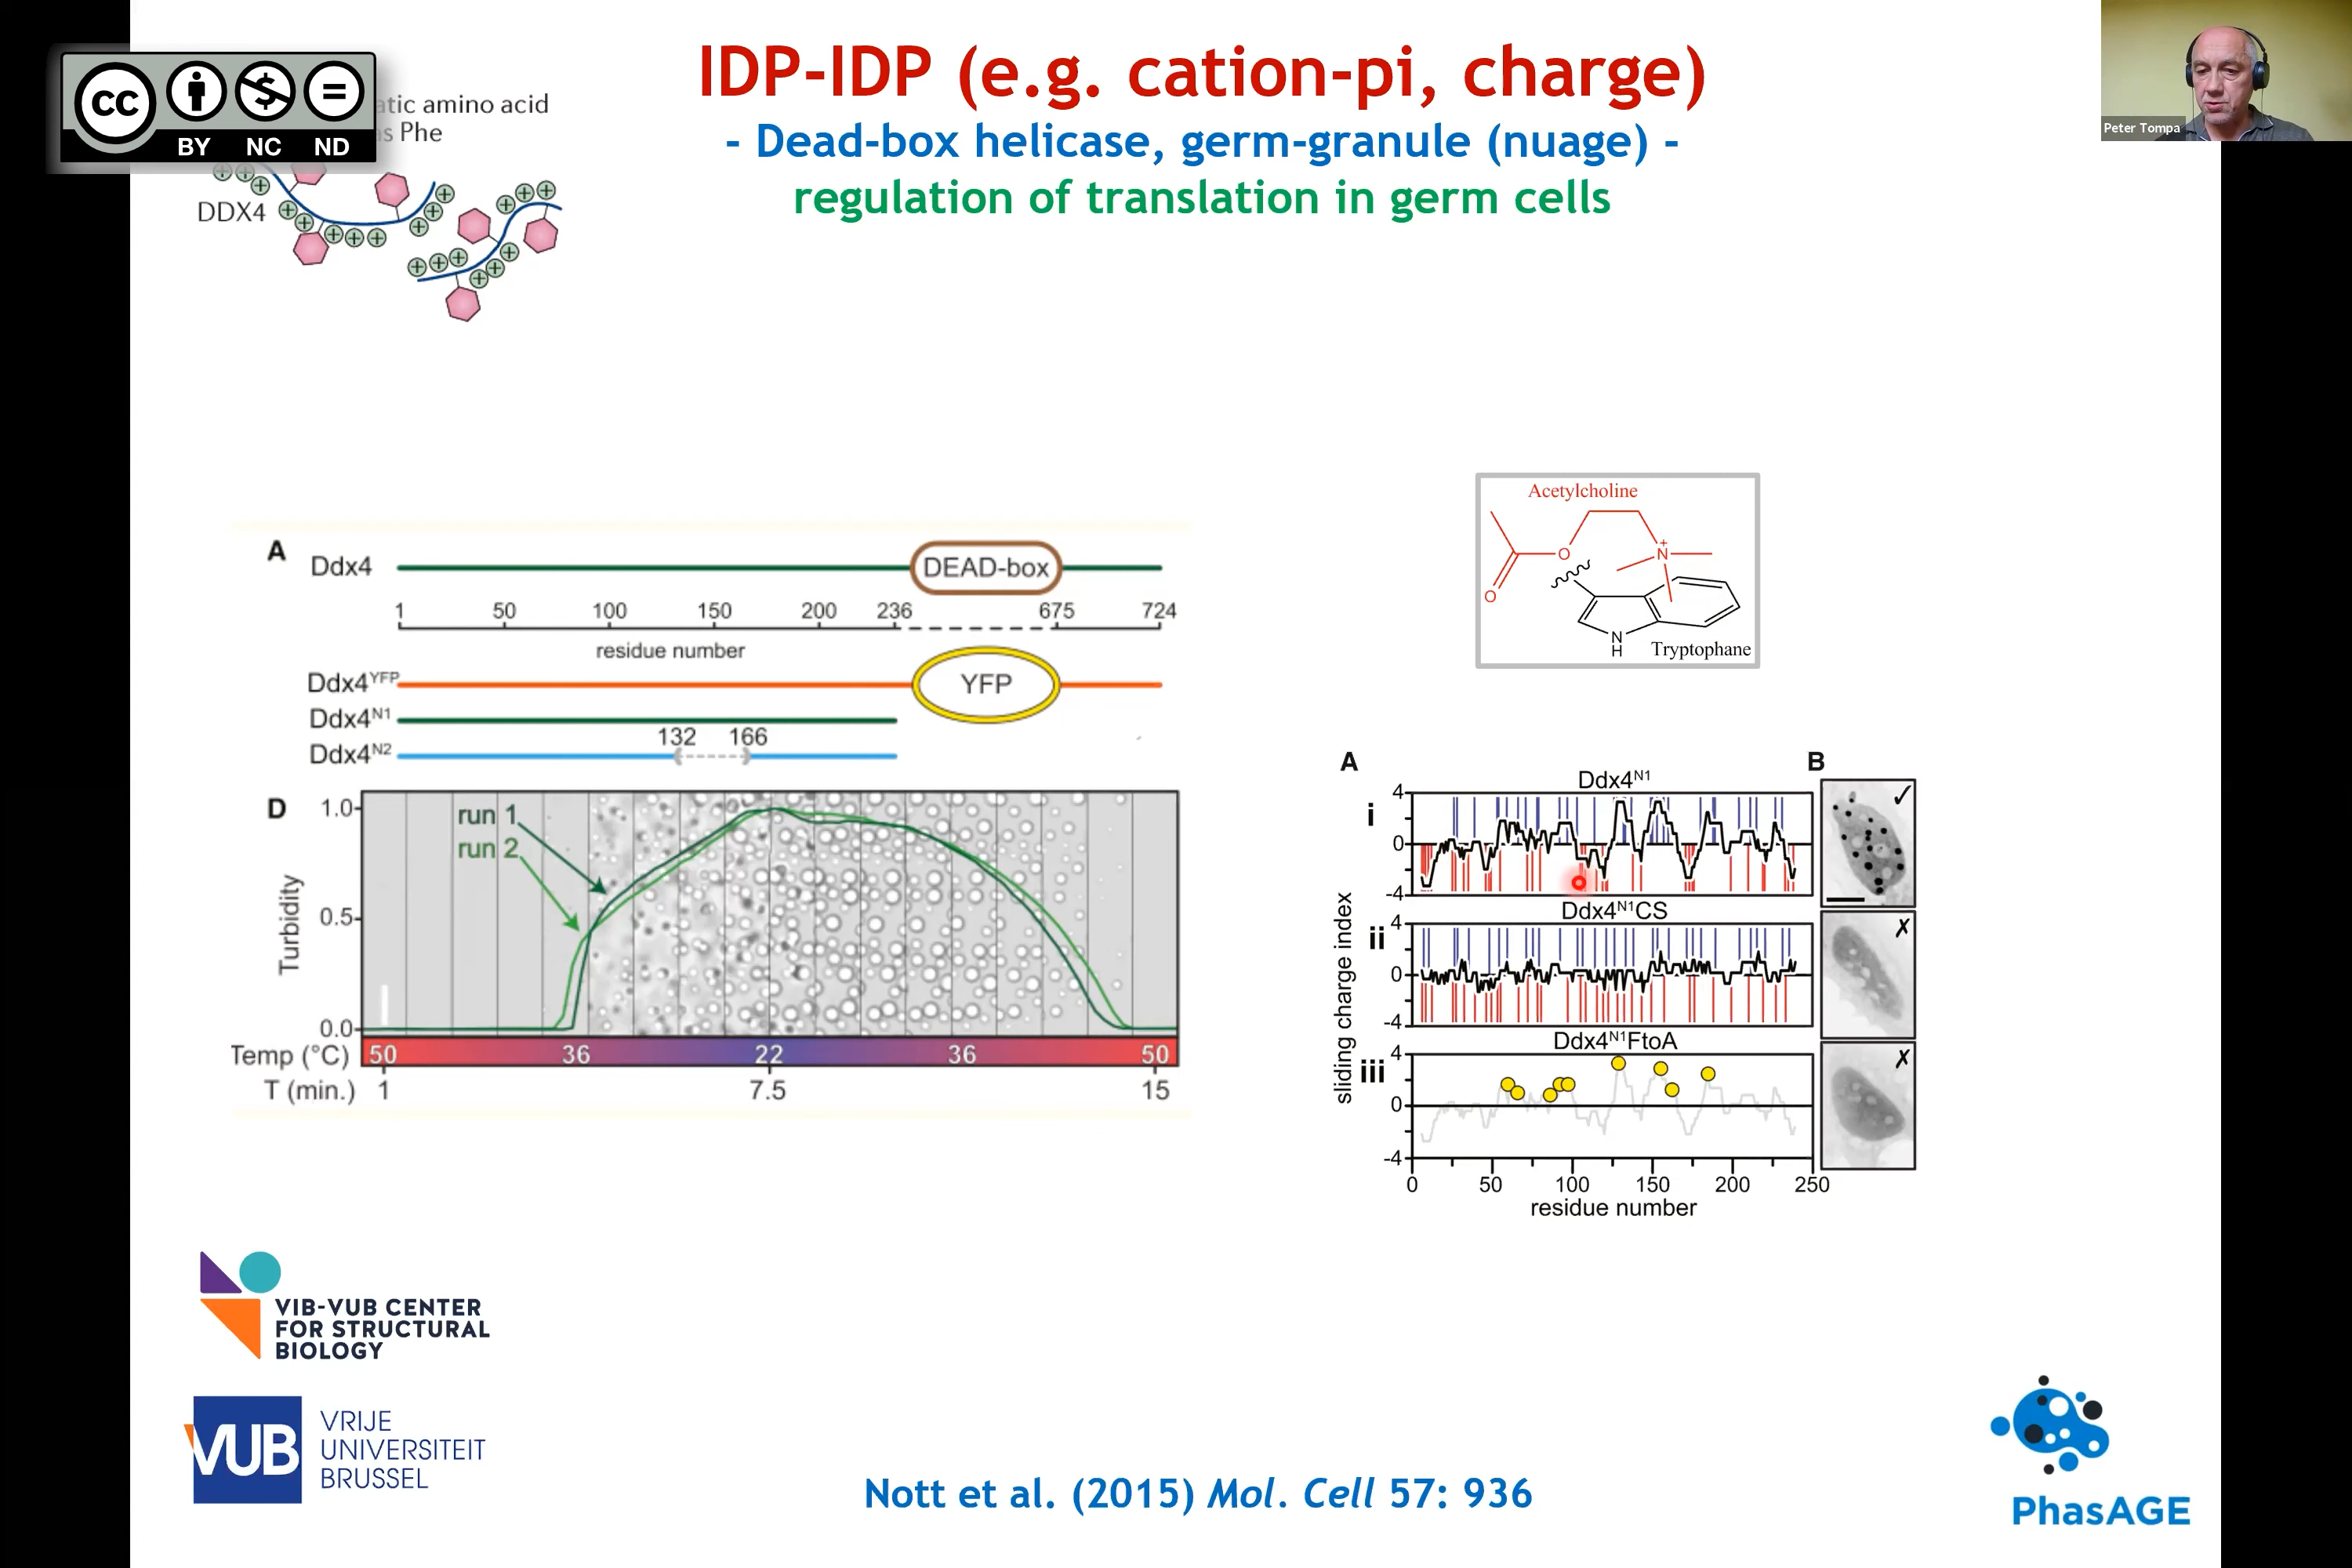 IDP-IDP (e.g. cation-pi, charge)
- Dead-box helicase, germ-granule (nuage) -
regulation of translation in germ cells
Peter Tompa
cc
BY NC ND
amino acid
Phe
DDX4
Acetylcholine
O
N
+
O
N
H
Tryptophane
A
Ddx4
DEAD-box
1 50 100 150 200 236 675 724
residue number
Ddx4YFP
YFP
Ddx4N1
132 166
Ddx4N2
D
1.0
0.5
0.0
Turbidity
run 1
run 2
Temp (°C) 50 36 22 36 50
T (min.) 1 7.5 15
A
B
Ddx4N1
i
4
0
-4
✓
Ddx4N1CS
ii
4
0
-4
✗
Ddx4N1FtoA
iii
4
0
-4
✗
sliding charge index
0 50 100 150 200 250
residue number
VIB-VUB CENTER
FOR STRUCTURAL
BIOLOGY
VUB
VRIJE
UNIVERSITEIT
BRUSSEL
Nott et al. (2015) Mol. Cell 57: 936
PhasAGE